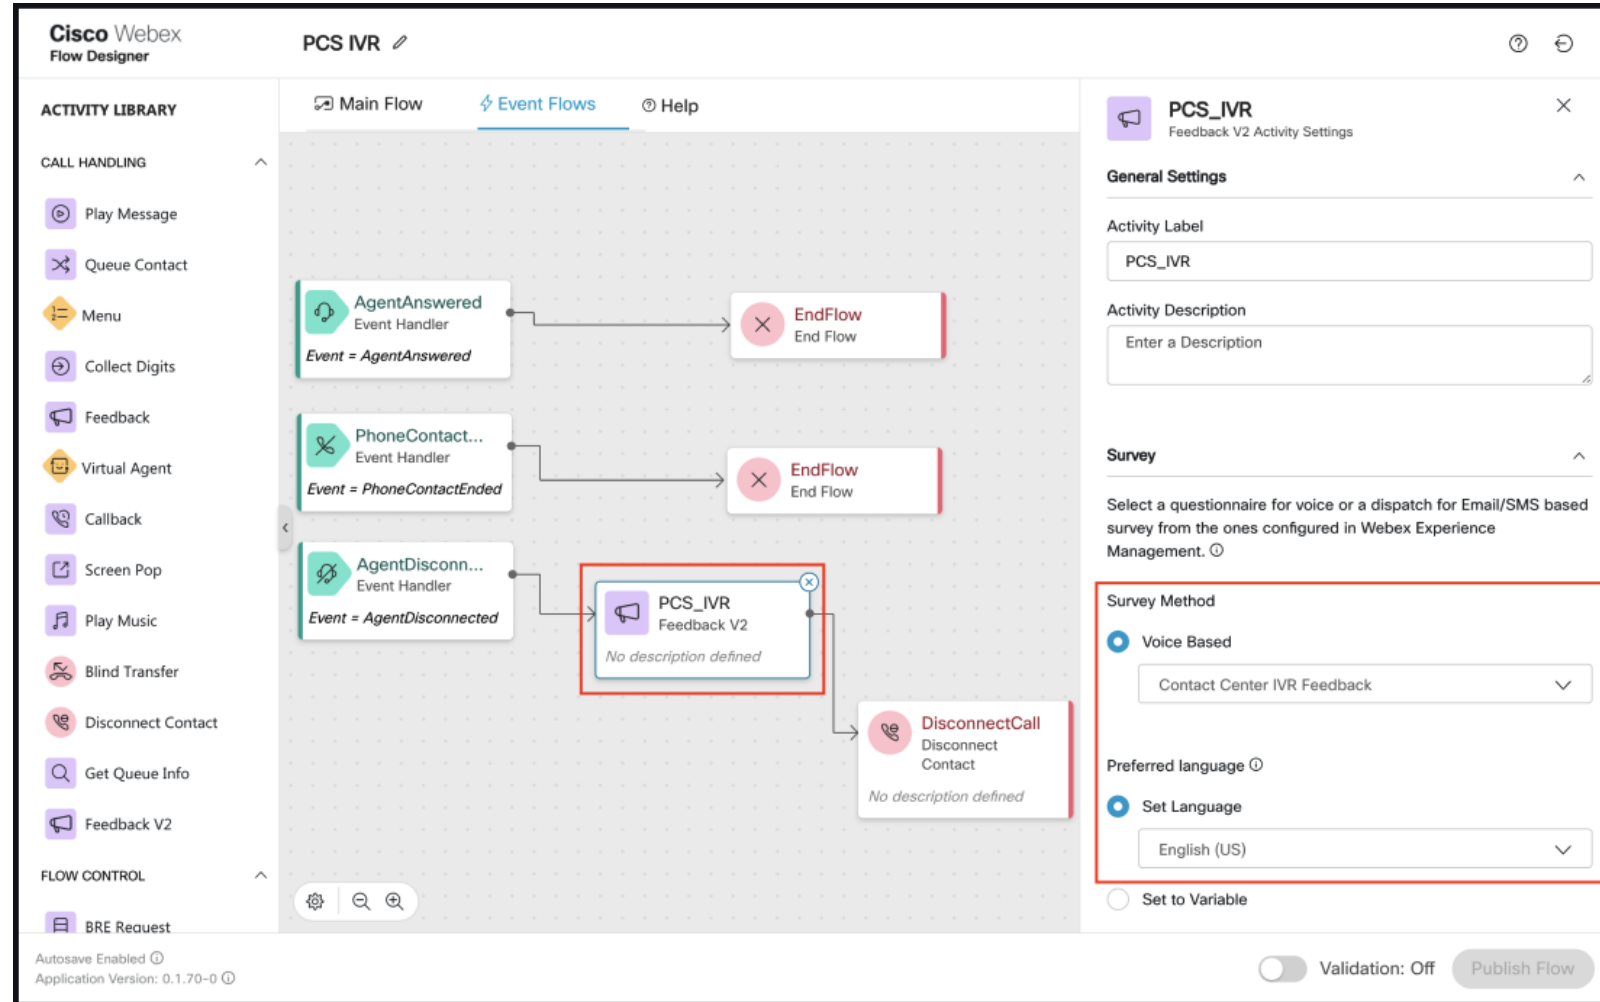 Cisco Webex
Flow Designer
PCS IVR
ACTIVITY LIBRARY
CALL HANDLING
Play Message
Queue Contact
Menu
Collect Digits
Feedback
Virtual Agent
Callback
Screen Pop
Play Music
Blind Transfer
Disconnect Contact
Get Queue Info
Feedback V2
FLOW CONTROL
BRE Request
Main Flow
Event Flows
Help
AgentAnswered
Event Handler
Event = AgentAnswered
EndFlow
End Flow
PhoneContact...
Event Handler
Event = PhoneContactEnded
EndFlow
End Flow
AgentDisconn...
Event Handler
Event = AgentDisconnected
PCS_IVR
Feedback V2
No description defined
DisconnectCall
Disconnect
Contact
No description defined
PCS_IVR
Feedback V2 Activity Settings
General Settings
Activity Label
PCS_IVR
Activity Description
Enter a Description
Survey
Select a questionnaire for voice or a dispatch for Email/SMS based
survey from the ones configured in Webex Experience
Management.
Survey Method
Voice Based
Contact Center IVR Feedback
Preferred language
Set Language
English (US)
Set to Variable
Autosave Enabled
Application Version: 0.1.70-0
Validation: Off
Publish Flow